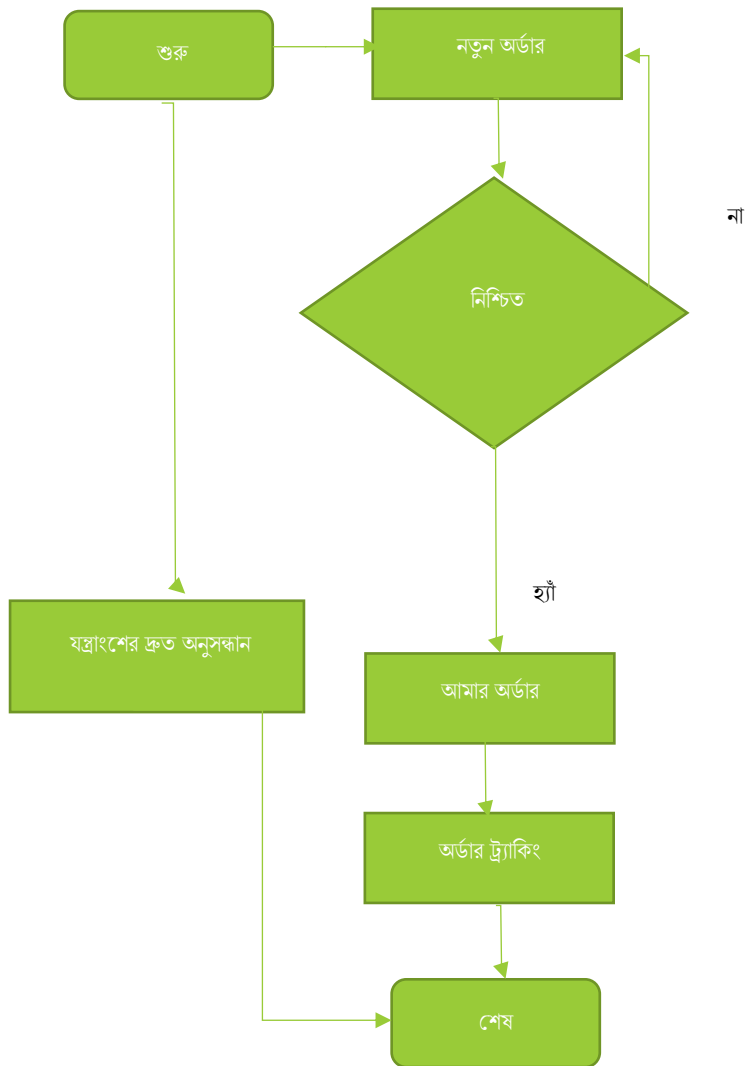 শুরু
নতুন অর্ডার
না
নিশ্চিত
হ্যাঁ
যন্ত্রাংশের দ্রুত অনুসন্ধান
আমার অর্ডার
অর্ডার ট্র্যাকিং
শেষ